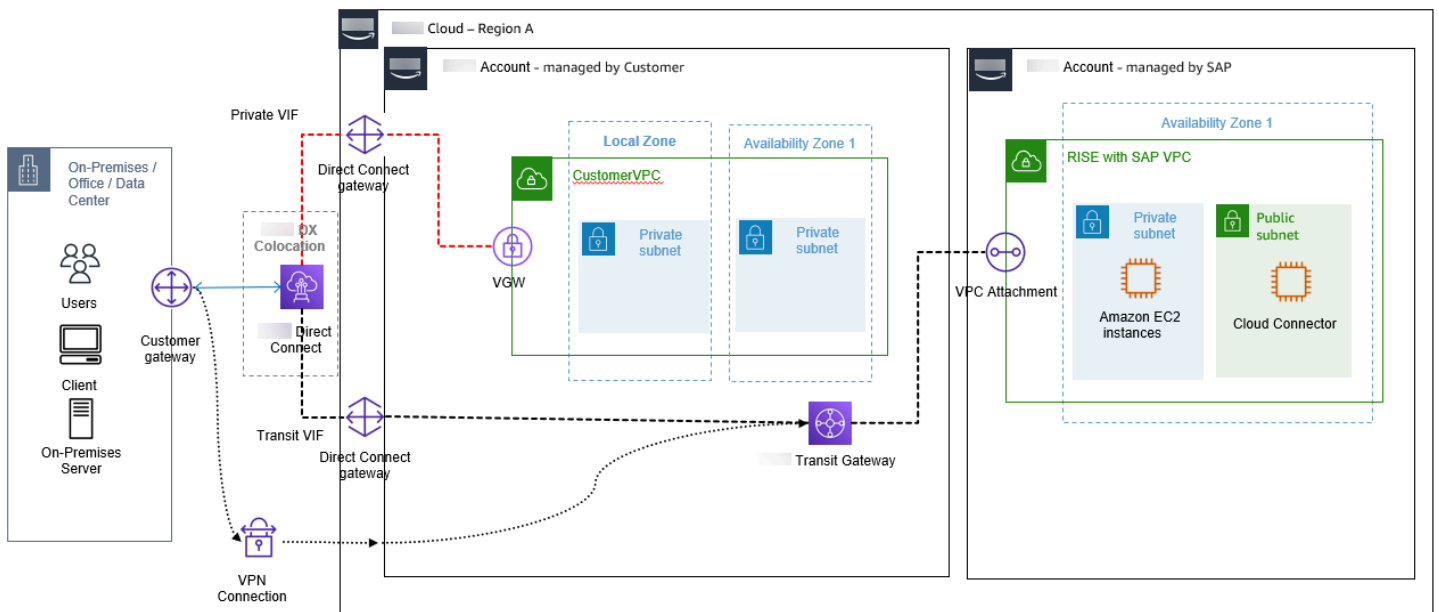 Cloud – Region A
Account - managed by Customer
Account - managed by SAP
Private VIF
Direct Connect
gateway
Local Zone
Availability Zone 1
Availability Zone 1
CustomerVPC
RISE with SAP VPC
On-Premises /
Office / Data
Center
DX
Colocation
Private
subnet
Private
subnet
Private
subnet
Public
subnet
VGW
VPC Attachment
Users
Customer
gateway
Direct
Connect
Amazon EC2
instances
Cloud Connector
Client
On-Premises
Server
Transit VIF
Direct Connect
gateway
Transit Gateway
VPN
Connection